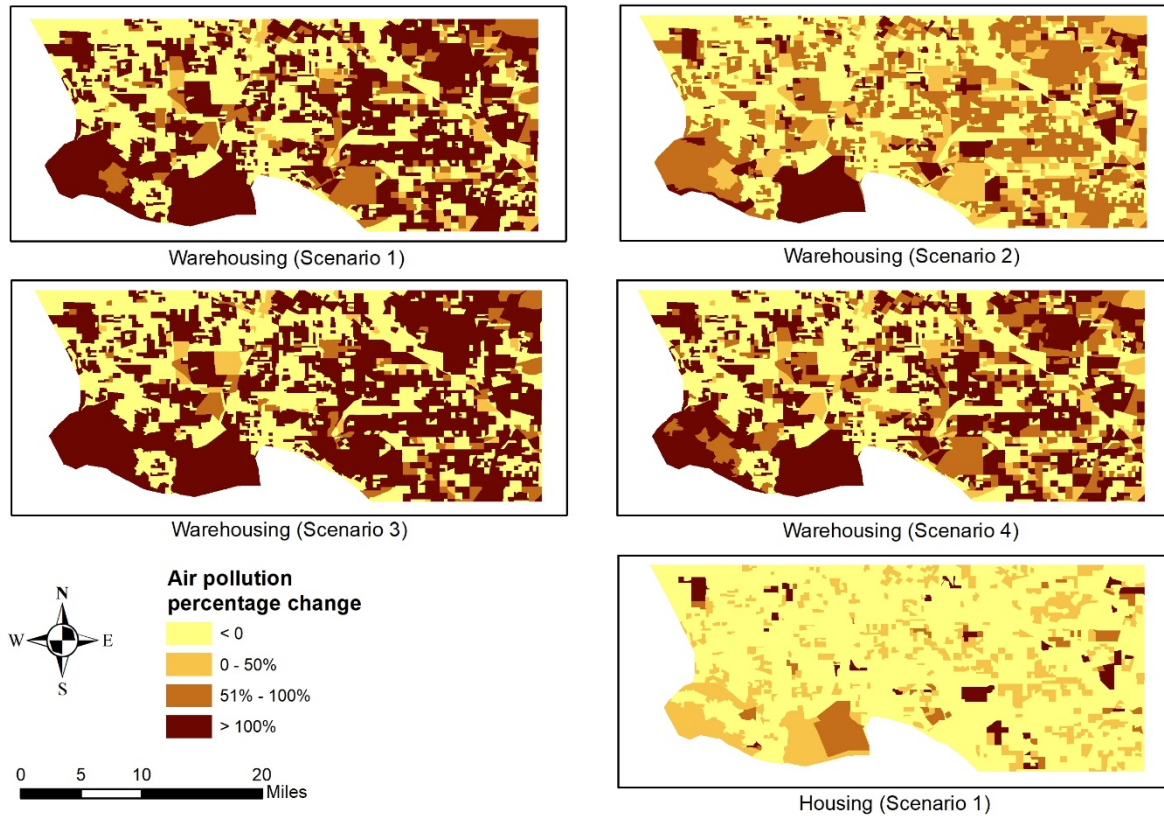 Warehousing (Scenario 1)
Warehousing (Scenario 2)
Warehousing (Scenario 3)
Warehousing (Scenario 4)
N
W E
S
Air pollution
percentage change
< 0
0 - 50%
51% - 100%
> 100%
0 5 10 20
Miles
Housing (Scenario 1)